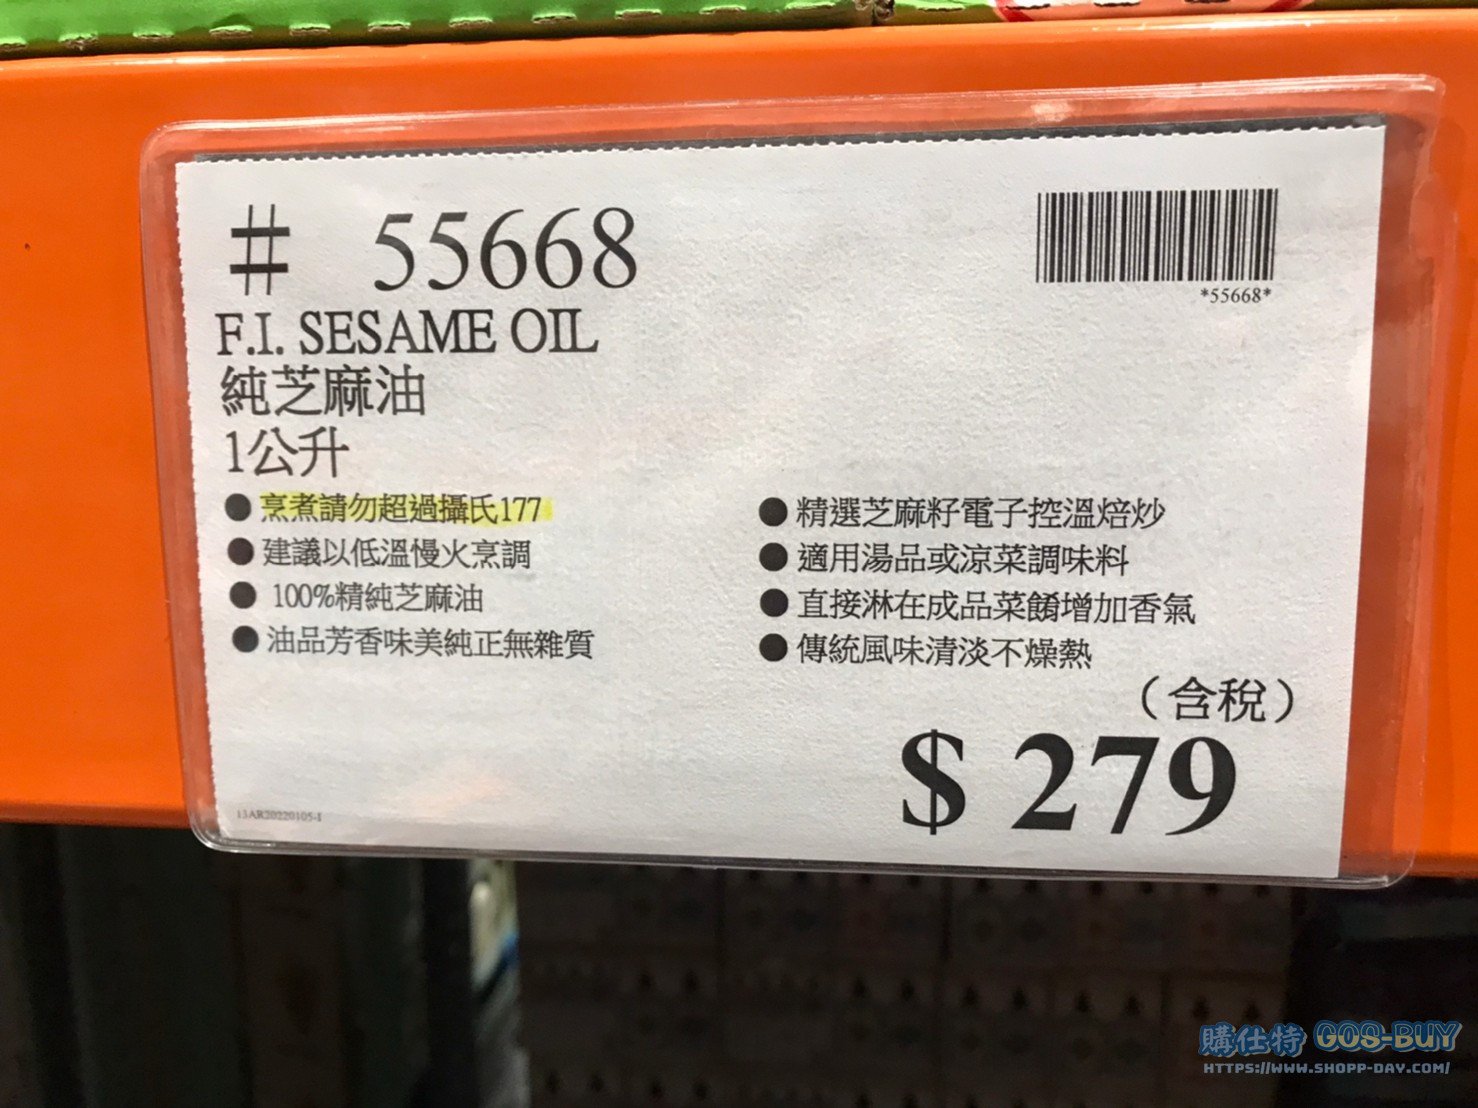 # 55668
*55668*
F.I. SESAME OIL
純芝麻油
1公升
●烹煮請勿超過攝氏177
●建議以低溫慢火烹調
●100%精純芝麻油
●油品芳香味美純正無雜質
●精選芝麻籽電子控溫焙炒
●適用湯品或涼菜調味料
●直接淋在成品菜餚增加香氣
●傳統風味清淡不燥熱
（含稅）
$ 279
13AR20220105-1
購仕特 GOS-BUY
HTTPS://WWW.SHOPP-DAY.COM/